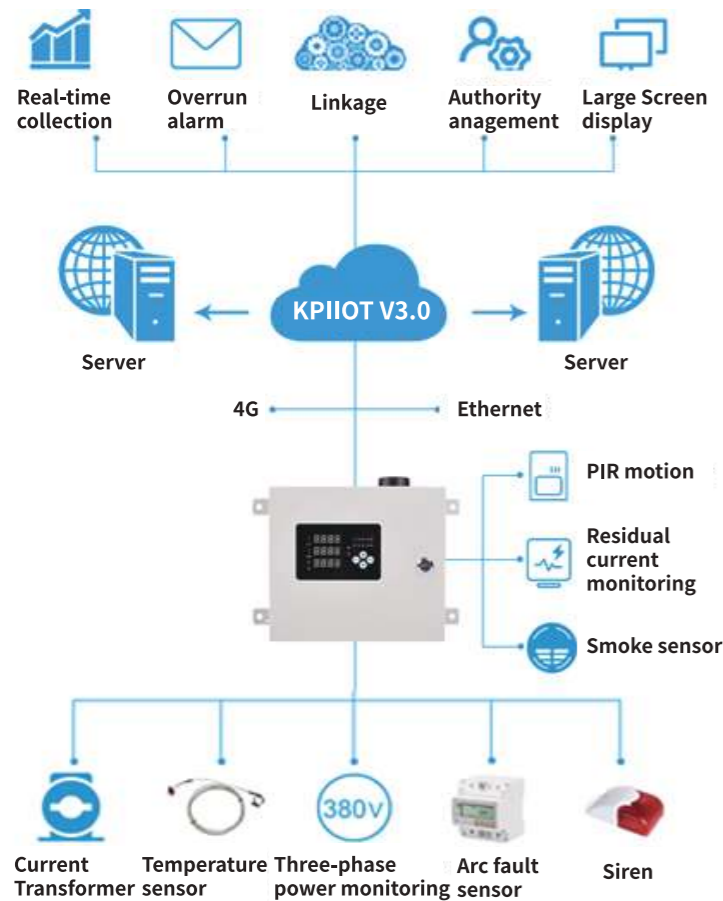 Real-time
collection
Overrun
alarm
Linkage
Authority
anagement
Large Screen
display
KPIIOT V3.0
Server
Server
4G
Ethernet
PIR motion
Residual
current
monitoring
Smoke sensor
380V
Current
Transformer
Temperature
sensor
Three-phase
power monitoring
Arc fault
sensor
Siren